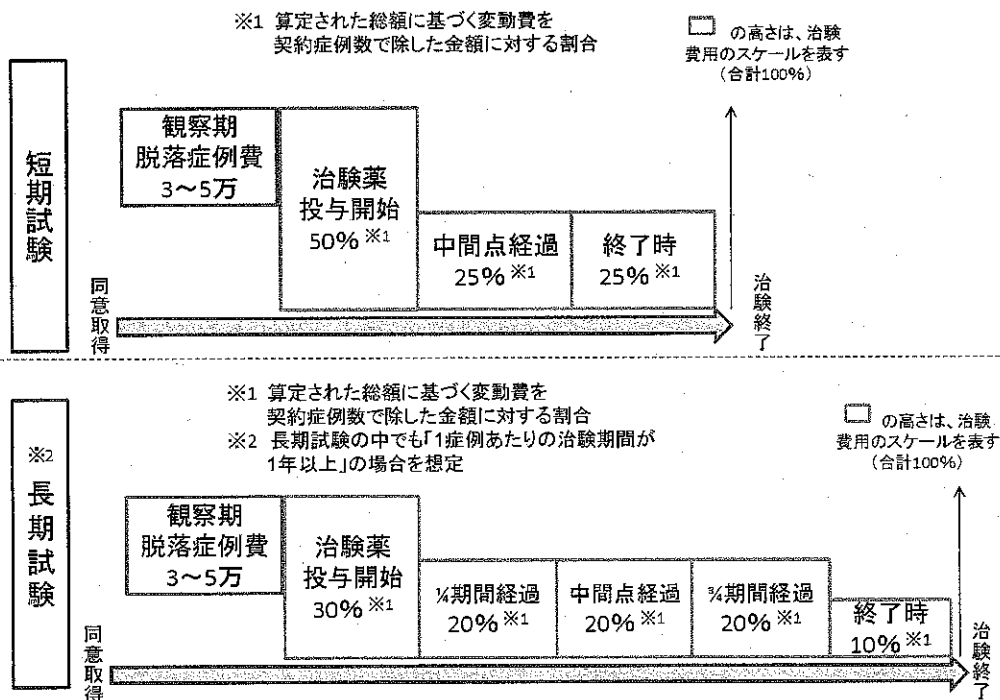 ※1 算定された総額に基づく変動費を
契約症例数で除した金額に対する割合
の高さは、治験
費用のスケールを表す
(合計100%)
短期試験
観察期
脱落症例費
3～5万
治験薬
投与開始
50% ※1
中間点経過
25% ※1
終了時
25% ※1
同意取得
治験終了
※1 算定された総額に基づく変動費を
契約症例数で除した金額に対する割合
※2 長期試験の中でも「1症例あたりの治験期間が
1年以上」の場合を想定
の高さは、治験
費用のスケールを表す
(合計100%)
※2
長期試験
観察期
脱落症例費
3～5万
治験薬
投与開始
30% ※1
¼期間経過
20% ※1
中間点経過
20% ※1
¾期間経過
20% ※1
終了時
10% ※1
同意取得
治験終了